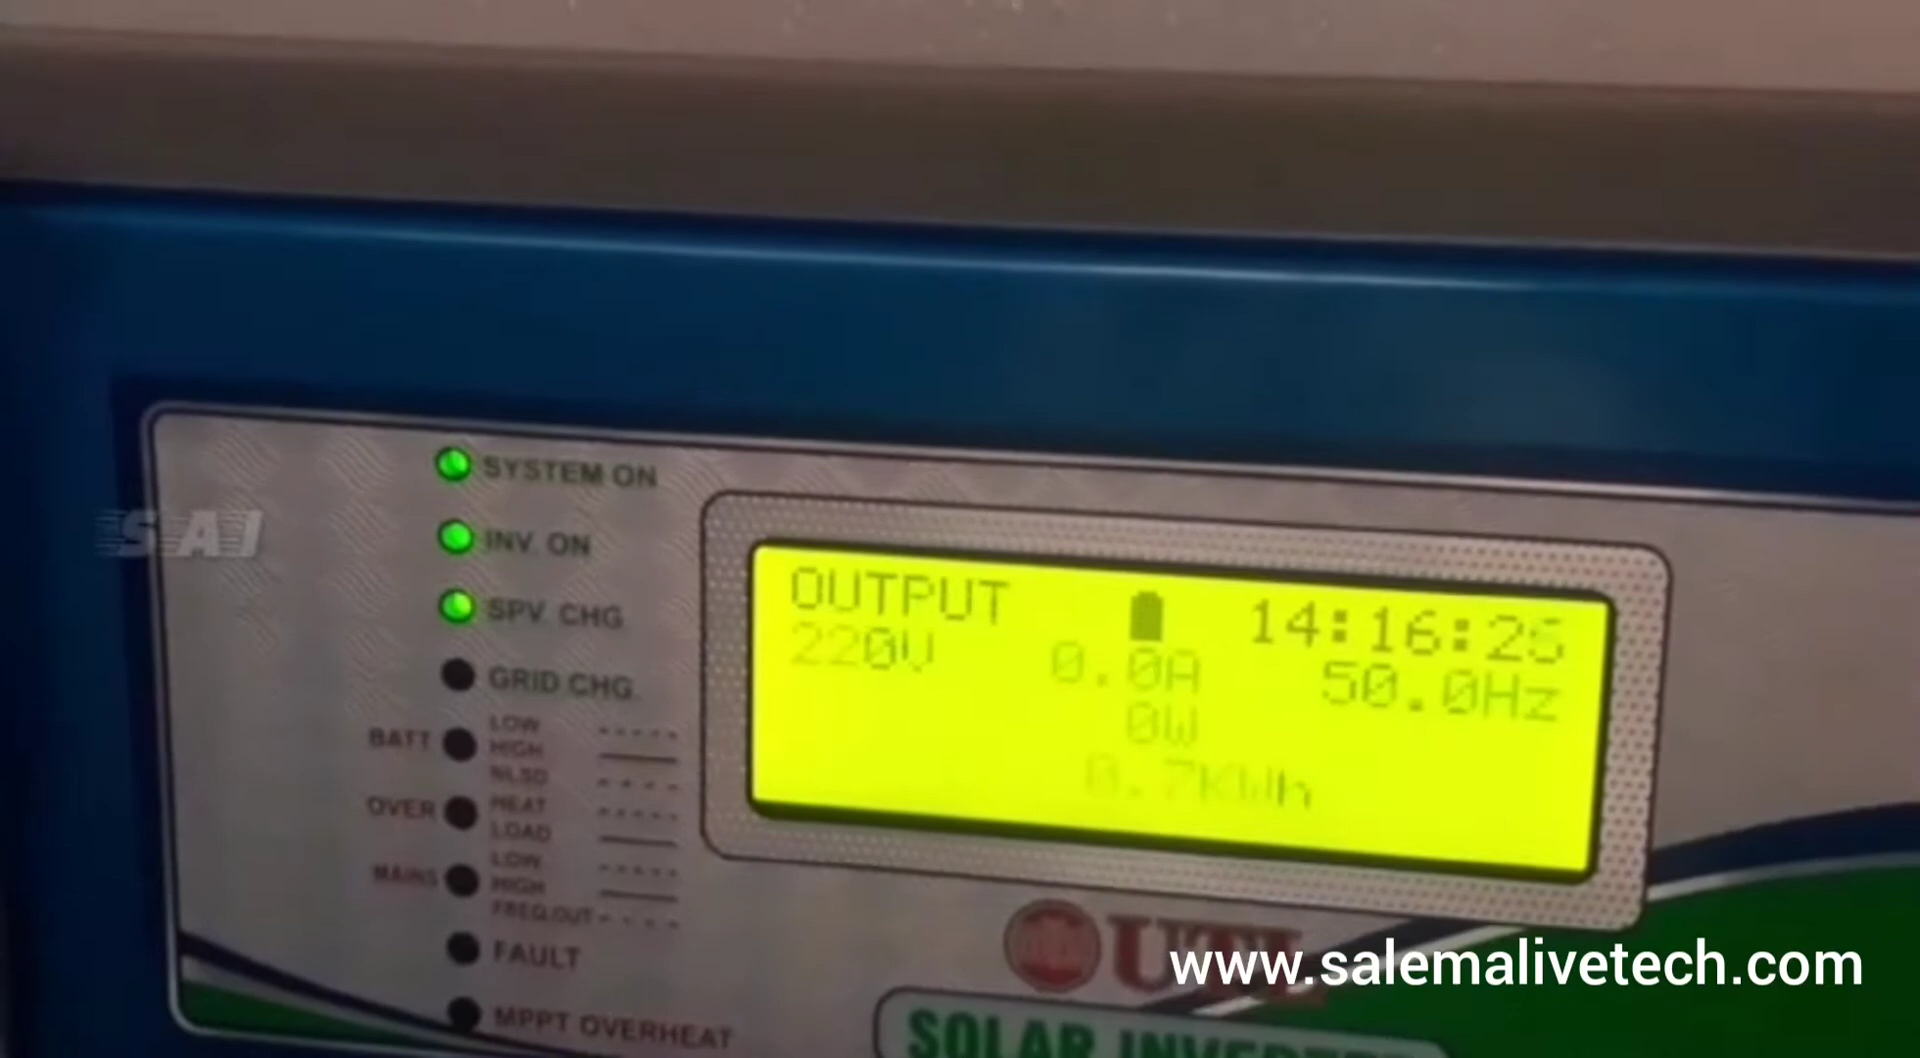 SYSTEM ON
INV. ON
SPV. CHG
GRID CHG.
BATT LOW
HIGH
NLSD
OVER HEAT
LOAD
MAINS LOW
HIGH
FREQ.OUT
FAULT
MPPT OVERHEAT
SAI
OUTPUT 14:16:25
220V 0.0A 50.0Hz
0W
0.7KWh
UTL
www.salemalivetech.com
SOLAR INVERTER